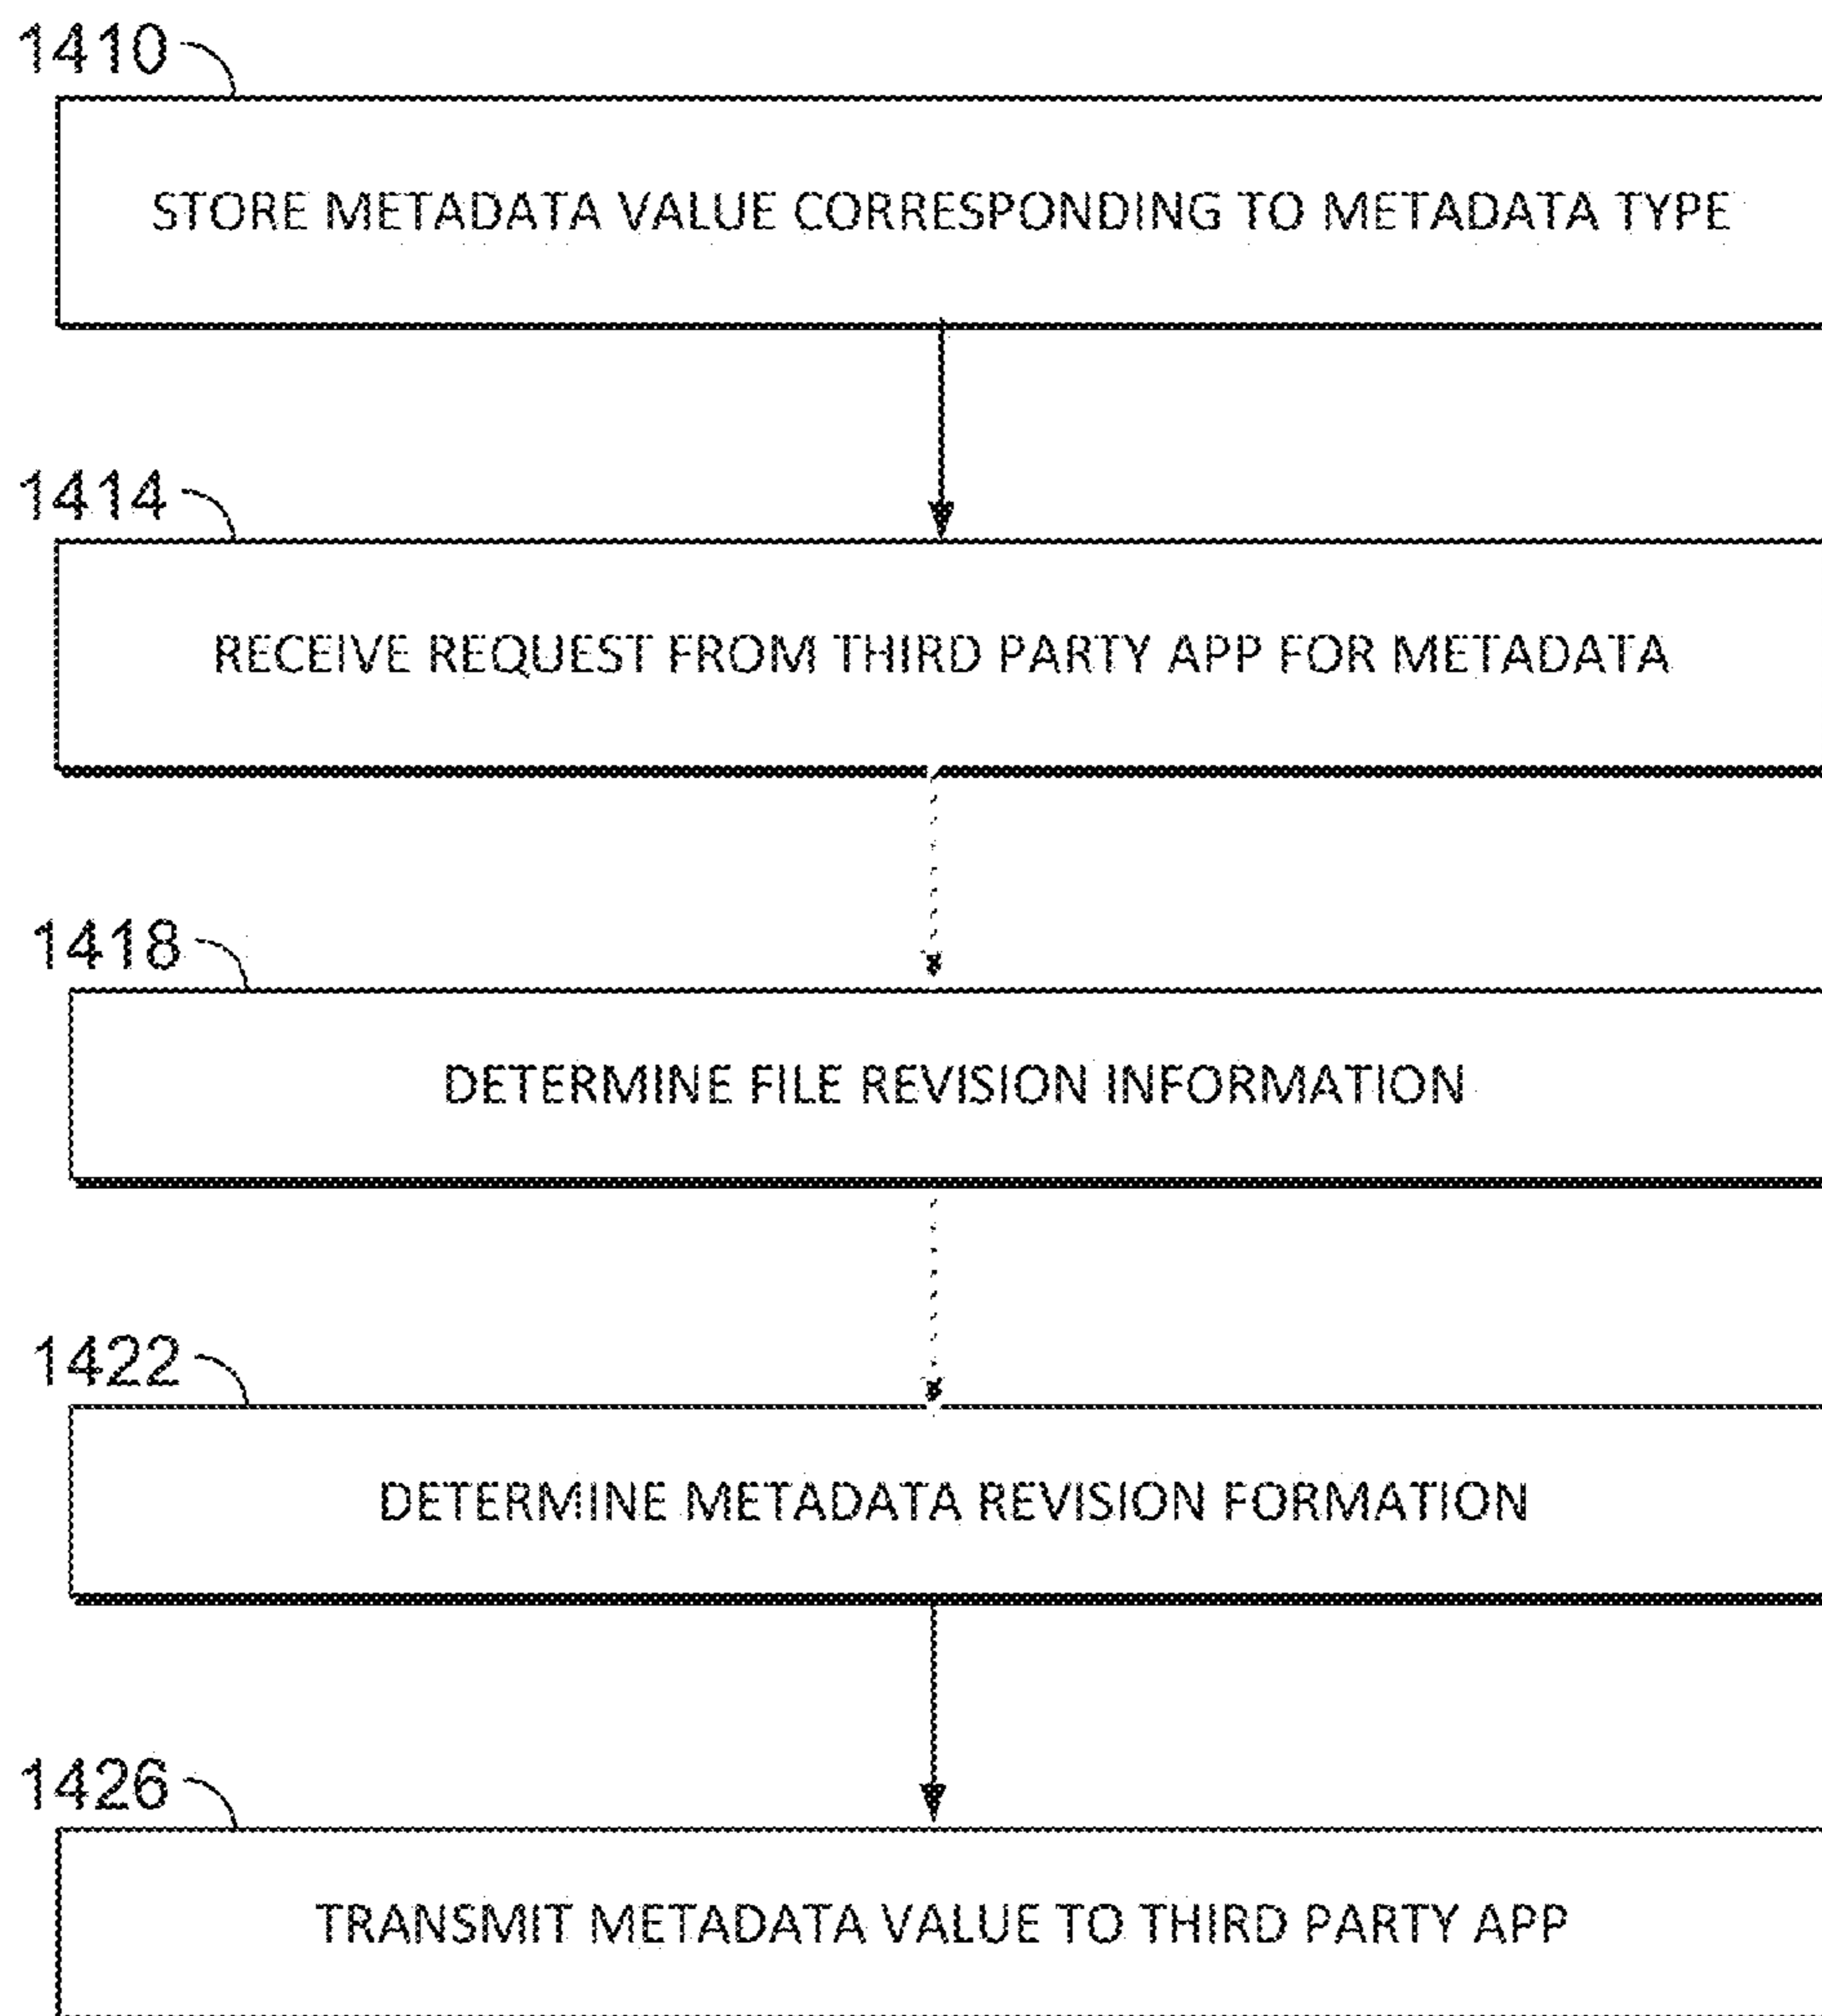 1410
STORE METADATA VALUE CORRESPONDING TO METADATA TYPE
1414
RECEIVE REQUEST FROM THIRD PARTY APP FOR METADATA
1418
DETERMINE FILE REVISION INFORMATION
1422
DETERMINE METADATA REVISION FORMATION
1426
TRANSMIT METADATA VALUE TO THIRD PARTY APP